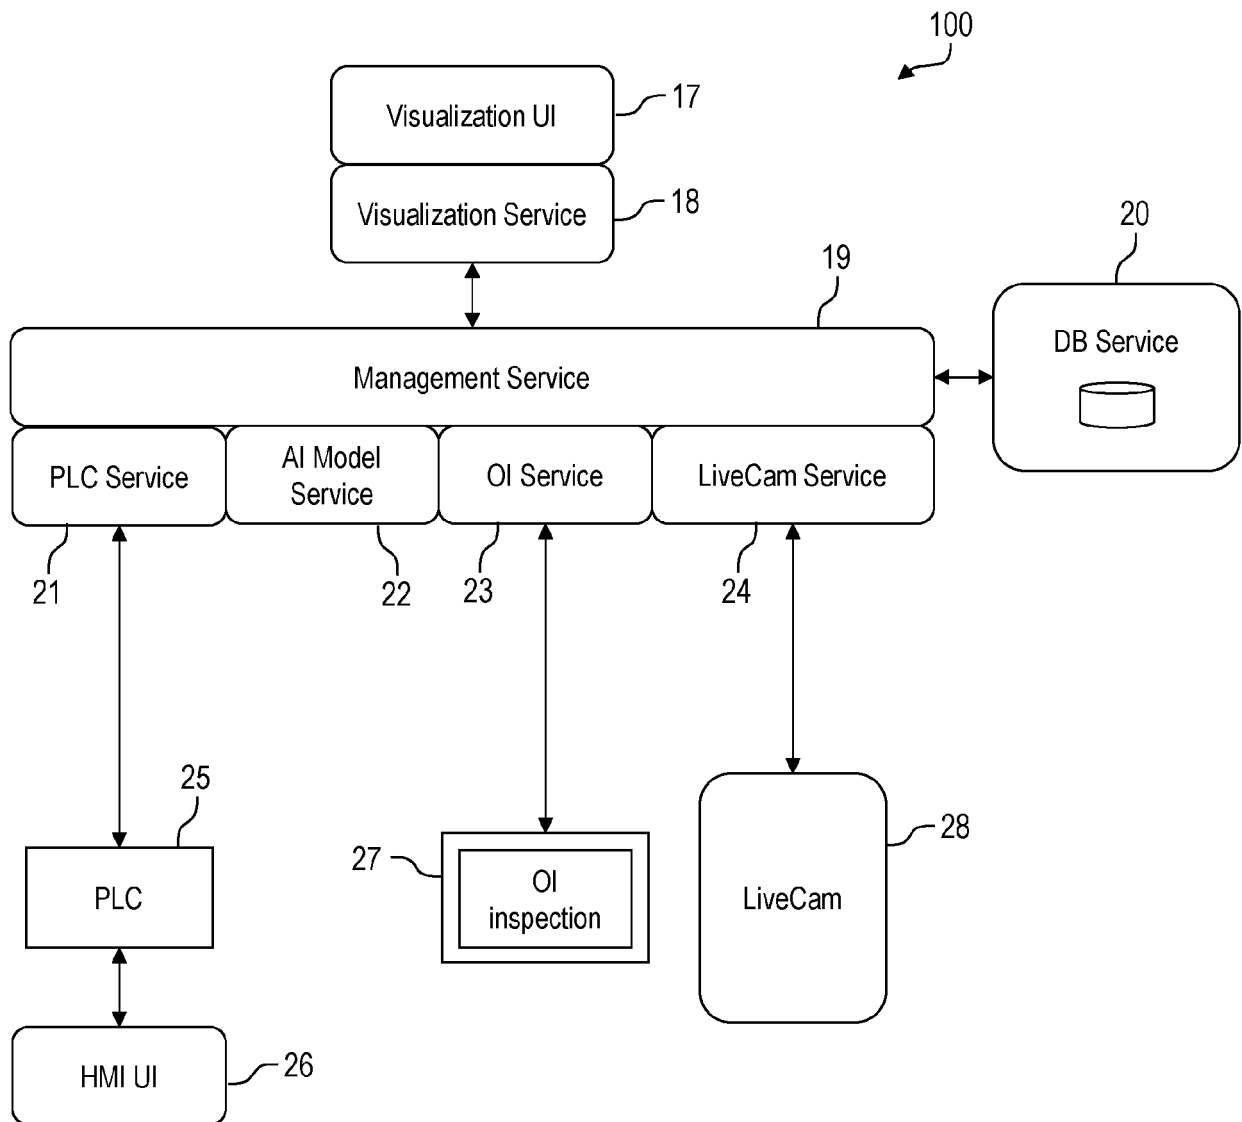 100
Visualization UI
17
Visualization Service
18
19
20
Management Service
DB Service
PLC Service
AI Model
Service
OI Service
LiveCam Service
21
22
23
24
25
PLC
27
OI
inspection
LiveCam
28
HMI UI
26